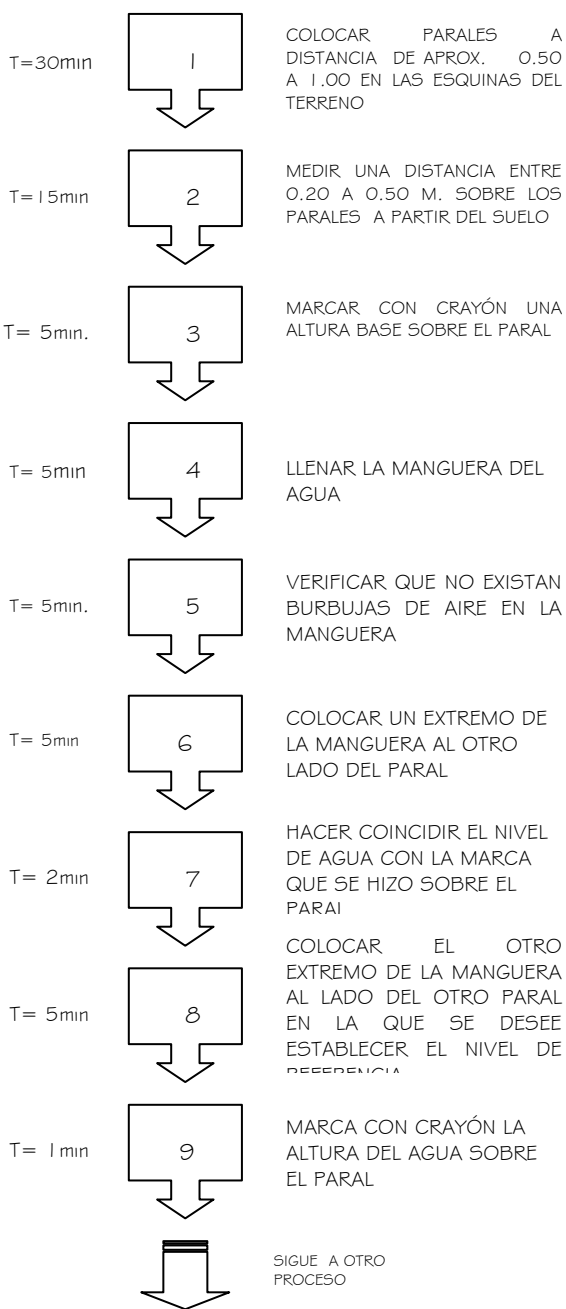 T=30min
1
COLOCAR PARALES A
DISTANCIA DE APROX. 0.50
A 1.00 EN LAS ESQUINAS DEL
TERRENO
T=15min
2
MEDIR UNA DISTANCIA ENTRE
0.20 A 0.50 M. SOBRE LOS
PARALES A PARTIR DEL SUELO
T= 5min.
3
MARCAR CON CRAYÓN UNA
ALTURA BASE SOBRE EL PARAL
T= 5min
4
LLENAR LA MANGUERA DEL
AGUA
T= 5min.
5
VERIFICAR QUE NO EXISTAN
BURBUJAS DE AIRE EN LA
MANGUERA
T= 5min
6
COLOCAR UN EXTREMO DE
LA MANGUERA AL OTRO
LADO DEL PARAL
T= 2min
7
HACER COINCIDIR EL NIVEL
DE AGUA CON LA MARCA
QUE SE HIZO SOBRE EL
PARAL
T= 5min
8
COLOCAR EL OTRO
EXTREMO DE LA MANGUERA
AL LADO DEL OTRO PARAL
EN LA QUE SE DESEE
ESTABLECER EL NIVEL DE
REFERENCIA
T= 1min
9
MARCA CON CRAYÓN LA
ALTURA DEL AGUA SOBRE
EL PARAL
SIGUE A OTRO
PROCESO